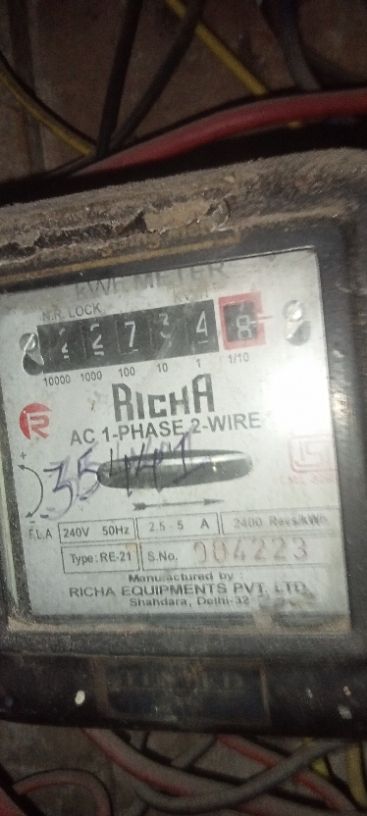 KWH METER
N.R. LOCK
2 2 7 3 4 8
10000 1000 100 10 1 1/10
RICHA
R
AC 1-PHASE 2-WIRE
35441
F.L.A 240V 50Hz 2.5-5 A 2400 Revs/kWh
Type: RE-21 S.No. 004223
Manufactured by
RICHA EQUIPMENTS PVT. LTD.
Shahdara, Delhi-32